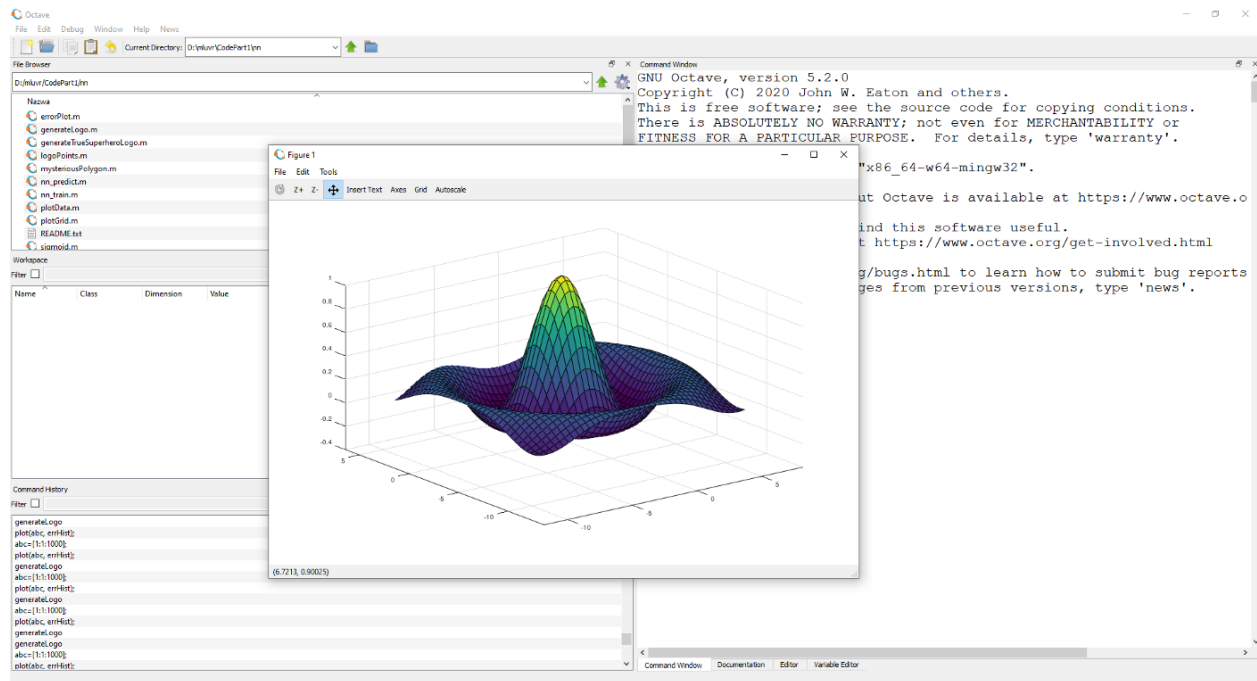 Octave
File Edit Debug Window Help News
Current Directory: D:\mluvr\CodePart1\nn
File Browser
D:/mluvr/CodePart1/nn
Nazwa
errorPlot.m
generateLogo.m
generateTrueSuperheroLogo.m
logoPoints.m
mysteriousPolygon.m
nn_predict.m
nn_train.m
plotData.m
plotGrid.m
README.txt
sigmoid.m
Workspace
Filter
Name Class Dimension Value
Command History
Filter
generateLogo
plot(abc, errHist);
abc=[1:1:1000];
plot(abc, errHist);
generateLogo
abc=[1:1:1000];
plot(abc, errHist);
generateLogo
abc=[1:1:1000];
plot(abc, errHist);
generateLogo
generateLogo
abc=[1:1:1000];
plot(abc, errHist);
Figure 1
File Edit Tools
Z+ Z- Insert Text Axes Grid Autoscale
1
0.8
0.6
0.4
0.2
0
-0.2
-0.4
5
0
-5
-10
-10
-5
0
5
(6.7213, 0.90025)
Command Window
GNU Octave, version 5.2.0
Copyright (C) 2020 John W. Eaton and others.
This is free software; see the source code for copying conditions.
There is ABSOLUTELY NO WARRANTY; not even for MERCHANTABILITY or
FITNESS FOR A PARTICULAR PURPOSE. For details, type 'warranty'.
"x86_64-w64-mingw32".
ut Octave is available at https://www.octave.o
ind this software useful.
t https://www.octave.org/get-involved.html
g/bugs.html to learn how to submit bug reports
ges from previous versions, type 'news'.
Command Window Documentation Editor Variable Editor